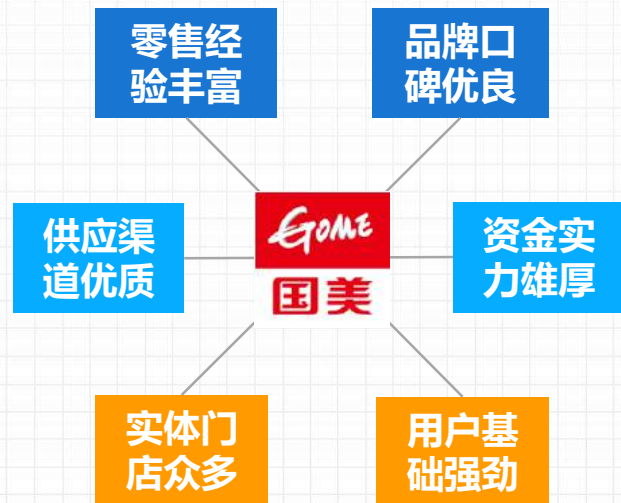 零售经
验丰富
品牌口
碑优良
GOME
国美
供应渠
道优质
资金实
力雄厚
实体门
店众多
用户基
础强劲